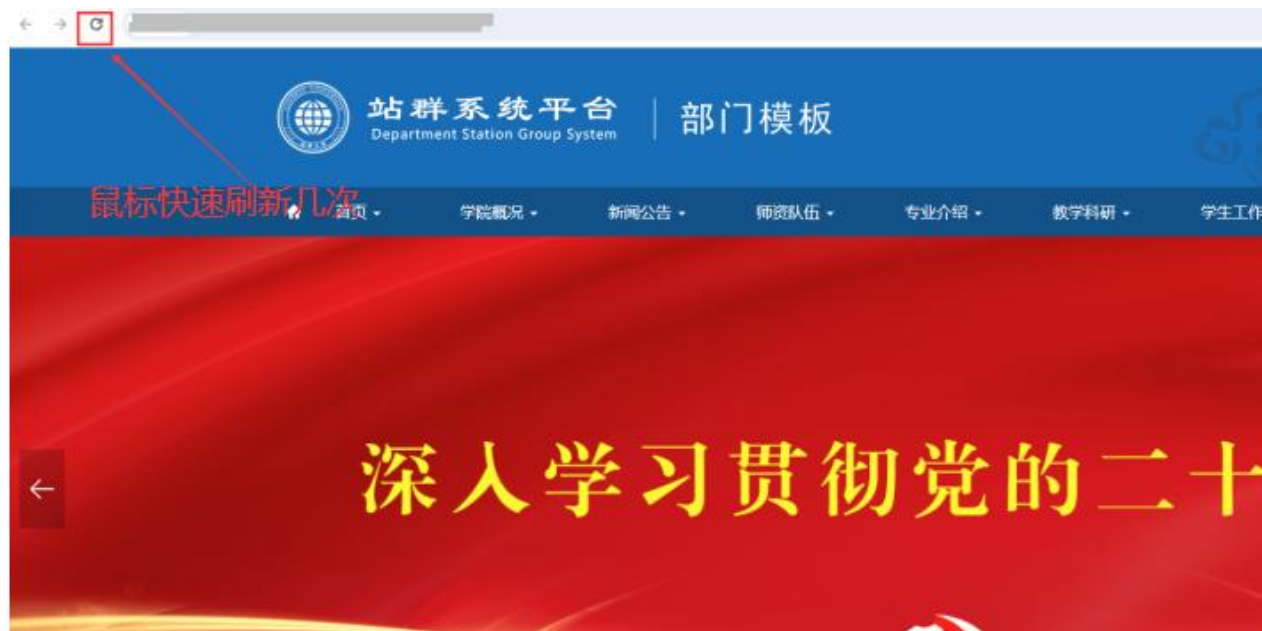 站群系统平台 部门模板
Department Station Group System
鼠标快速刷新几次
首页 学院概况 新闻公告 师资队伍 专业介绍 教学科研 学生工作
深入学习贯彻党的二十